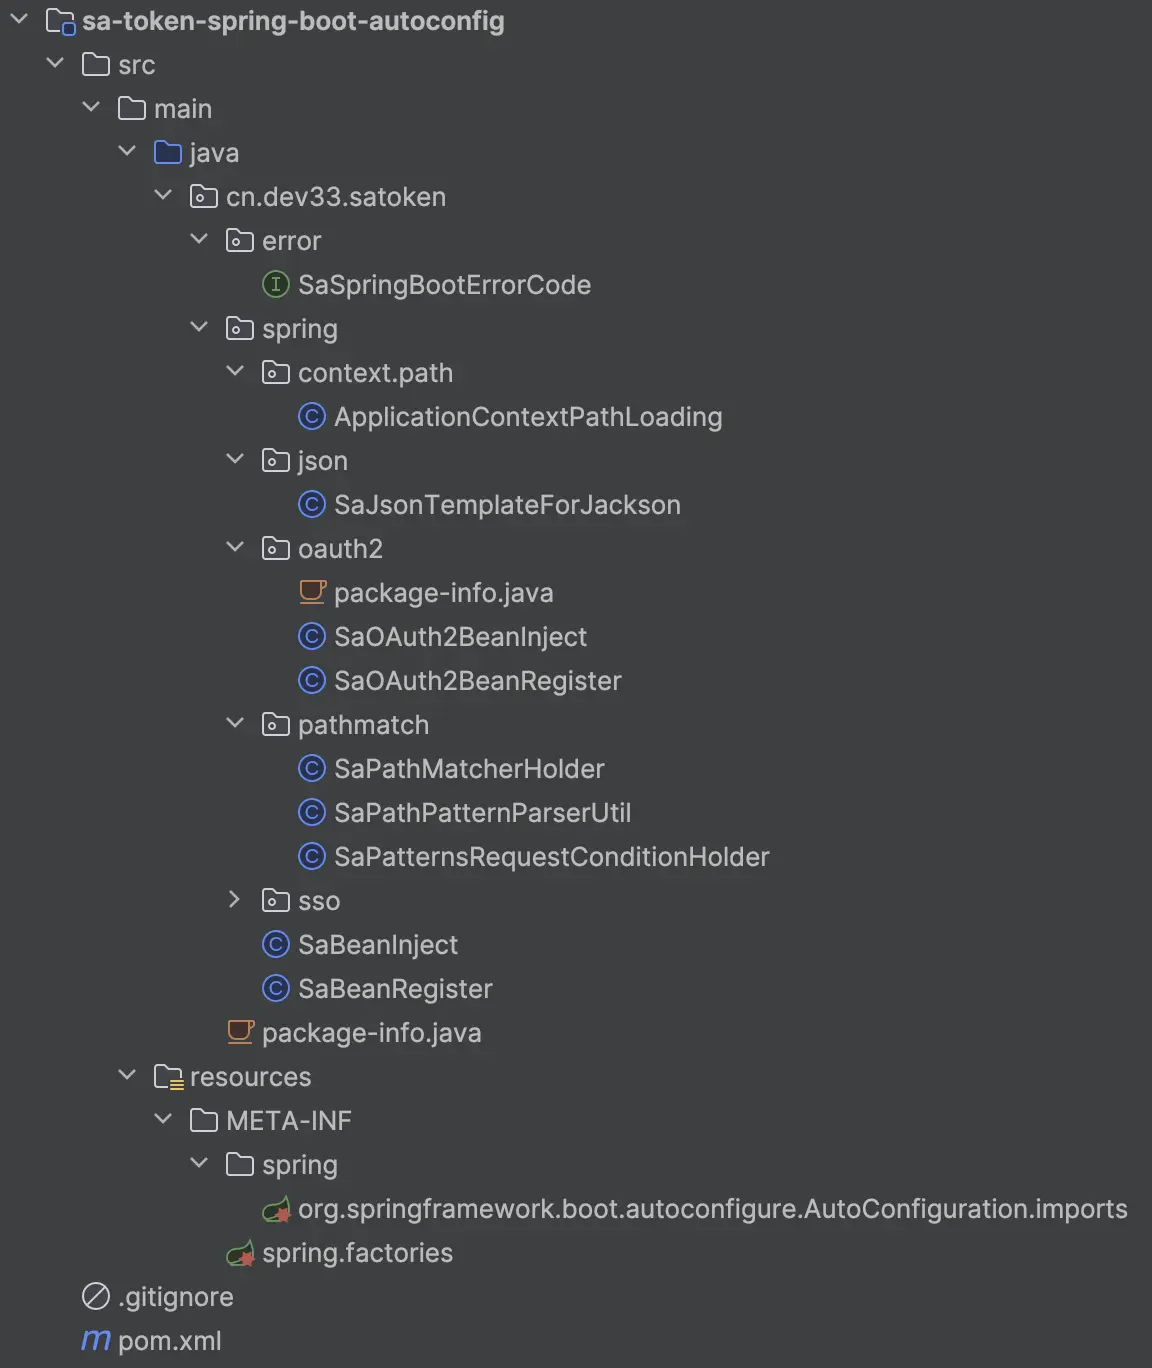 sa-token-spring-boot-autoconfig
src
main
java
cn.dev33.satoken
error
SaSpringBootErrorCode
spring
context.path
ApplicationContextPathLoading
json
SaJsonTemplateForJackson
oauth2
package-info.java
SaOAuth2BeanInject
SaOAuth2BeanRegister
pathmatch
SaPathMatcherHolder
SaPathPatternParserUtil
SaPatternsRequestConditionHolder
sso
SaBeanInject
SaBeanRegister
package-info.java
resources
META-INF
spring
org.springframework.boot.autoconfigure.AutoConfiguration.imports
spring.factories
.gitignore
pom.xml